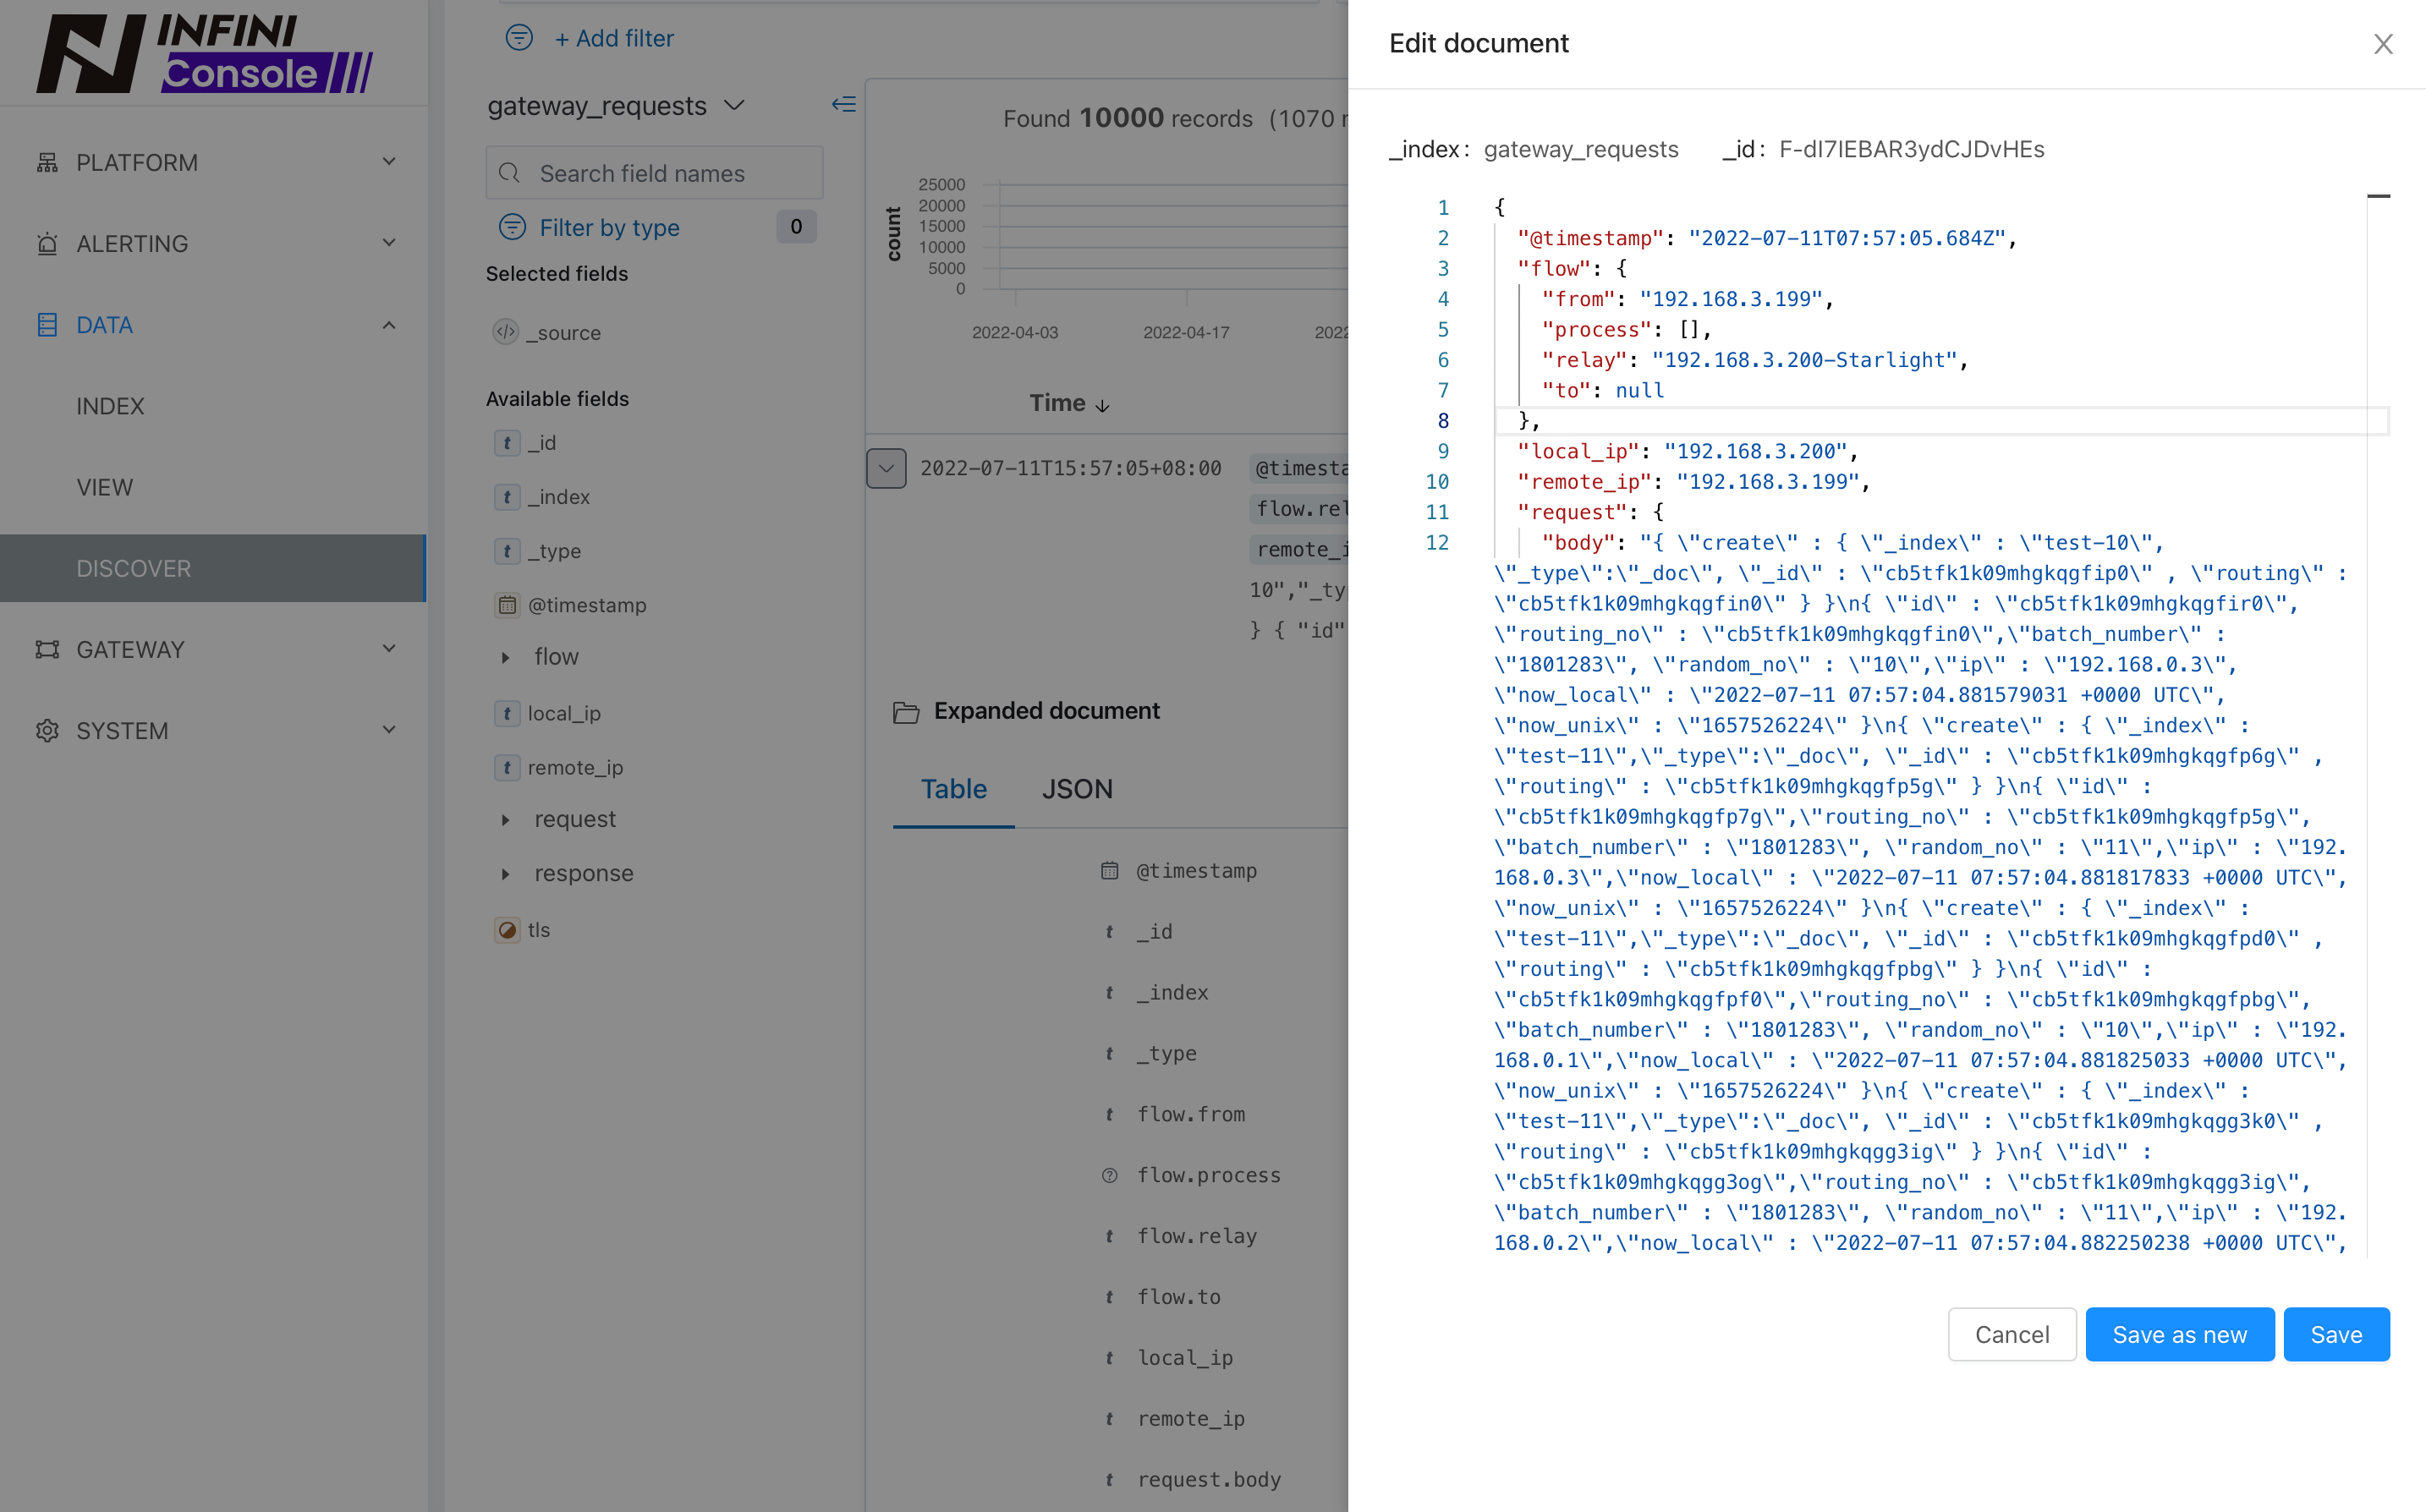 INFINI
Console
PLATFORM
ALERTING
DATA
INDEX
VIEW
DISCOVER
GATEWAY
SYSTEM
+ Add filter
gateway_requests
Search field names
Filter by type 0
Selected fields
_source
Available fields
t _id
t _index
t _type
@timestamp
flow
t local_ip
t remote_ip
request
response
tls
Found 10000 records (1070
count
25000
20000
15000
10000
5000
0
2022-04-03 2022-04-17 2022
Time
2022-07-11T15:57:05+08:00
@timesta
flow.rel
remote_i
10","_ty
} { "id"
Expanded document
Table JSON
@timestamp
t _id
t _index
t _type
t flow.from
flow.process
t flow.relay
t flow.to
t local_ip
t remote_ip
t request.body
Edit document
_index: gateway_requests _id: F-dI7IEBAR3ydCJDvHEs
1 {
2 "@timestamp": "2022-07-11T07:57:05.684Z",
3 "flow": {
4 "from": "192.168.3.199",
5 "process": [],
6 "relay": "192.168.3.200-Starlight",
7 "to": null
8 },
9 "local_ip": "192.168.3.200",
10 "remote_ip": "192.168.3.199",
11 "request": {
12 "body": "{ \"create\" : { \"_index\" : \"test-10\",
\"_type\":\"_doc\", \"_id\" : \"cb5tfk1k09mhgkqgfip0\" , \"routing\" :
\"cb5tfk1k09mhgkqgfin0\" } }\n{ \"id\" : \"cb5tfk1k09mhgkqgfir0\",
\"routing_no\" : \"cb5tfk1k09mhgkqgfin0\",\"batch_number\" :
\"1801283\", \"random_no\" : \"10\",\"ip\" : \"192.168.0.3\",
\"now_local\" : \"2022-07-11 07:57:04.881579031 +0000 UTC\",
\"now_unix\" : \"1657526224\" }\n{ \"create\" : { \"_index\" :
\"test-11\",\"_type\":\"_doc\", \"_id\" : \"cb5tfk1k09mhgkqgfp6g\" ,
\"routing\" : \"cb5tfk1k09mhgkqgfp5g\" } }\n{ \"id\" :
\"cb5tfk1k09mhgkqgfp7g\",\"routing_no\" : \"cb5tfk1k09mhgkqgfp5g\",
\"batch_number\" : \"1801283\", \"random_no\" : \"11\",\"ip\" : \"192.
168.0.3\",\"now_local\" : \"2022-07-11 07:57:04.881817833 +0000 UTC\",
\"now_unix\" : \"1657526224\" }\n{ \"create\" : { \"_index\" :
\"test-11\",\"_type\":\"_doc\", \"_id\" : \"cb5tfk1k09mhgkqgfpd0\" ,
\"routing\" : \"cb5tfk1k09mhgkqgfpbg\" } }\n{ \"id\" :
\"cb5tfk1k09mhgkqgfpf0\",\"routing_no\" : \"cb5tfk1k09mhgkqgfpbg\",
\"batch_number\" : \"1801283\", \"random_no\" : \"10\",\"ip\" : \"192.
168.0.1\",\"now_local\" : \"2022-07-11 07:57:04.881825033 +0000 UTC\",
\"now_unix\" : \"1657526224\" }\n{ \"create\" : { \"_index\" :
\"test-11\",\"_type\":\"_doc\", \"_id\" : \"cb5tfk1k09mhgkqgg3k0\" ,
\"routing\" : \"cb5tfk1k09mhgkqgg3ig\" } }\n{ \"id\" :
\"cb5tfk1k09mhgkqgg3og\",\"routing_no\" : \"cb5tfk1k09mhgkqgg3ig\",
\"batch_number\" : \"1801283\", \"random_no\" : \"11\",\"ip\" : \"192.
168.0.2\",\"now_local\" : \"2022-07-11 07:57:04.882250238 +0000 UTC\",
Cancel Save as new Save